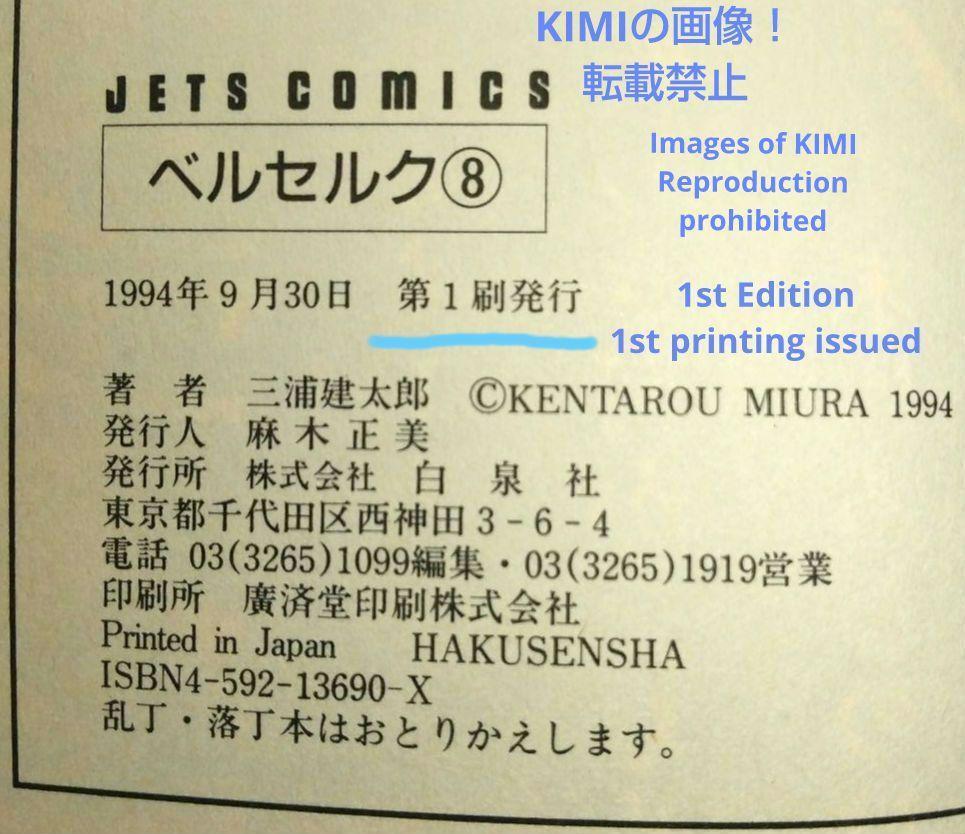 KIMIの画像！
転載禁止
JETS COMICS
Images of KIMI
Reproduction
prohibited
ベルセルク⑧
1994年9月30日 第1刷発行
1st Edition
1st printing issued
著者 三浦建太郎 ©KENTAROU MIURA 1994
発行人 麻木正美
発行所 株式会社 白泉社
東京都千代田区西神田3-6-4
電話 03(3265)1099編集・03(3265)1919営業
印刷所 廣済堂印刷株式会社
Printed in Japan HAKUSENSHA
ISBN4-592-13690-X
乱丁・落丁本はおとりかえします。